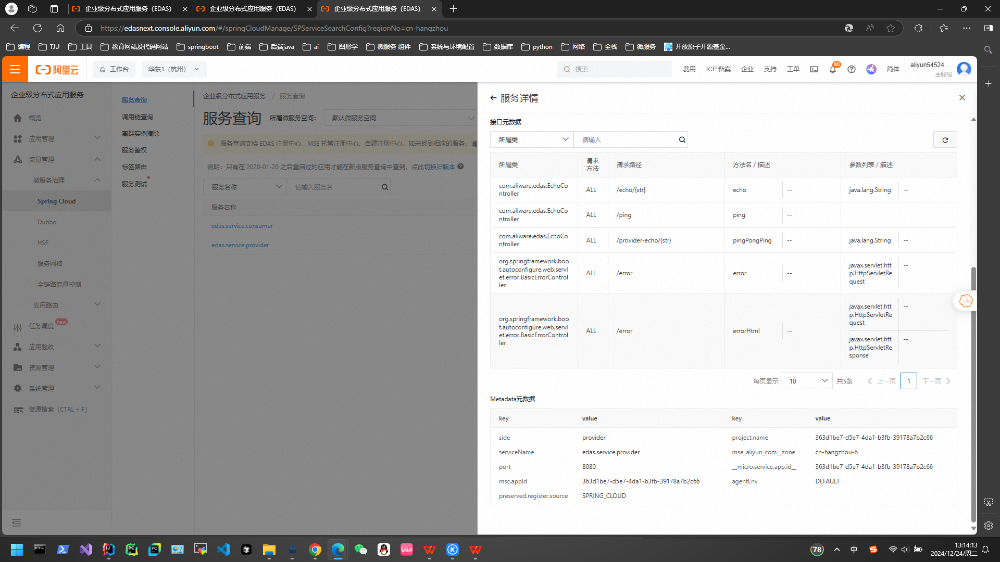 企业级分布式应用服务（EDAS）
企业级分布式应用服务（EDAS）
企业级分布式应用服务（EDAS）
https://edasnext.console.aliyun.com/#/springCloudManage/SPServiceSearchConfig?regionNo=cn-hangzhou
编程 TJU 工具 教育网站及代码网站 springboot 前端 后端java ai 图形学 微服务 组件 系统与环境配置 数据库 python 网络 全栈 微服务 开放原子开源基金...
阿里云 工作台 华东1（杭州） 搜索... 费用 ICP 备案 企业 支持 工单 80 简体 aliyun54524...
主账号
企业级分布式应用服务
概览
应用管理
流量管理
微服务治理
Spring Cloud
Dubbo
HSF
服务网格
全链路流量控制
应用路由
任务调度 new
应用验收
资源管理
系统管理
资源搜索（CTRL + F）
服务查询
调用链查询
离群实例摘除
服务鉴权
标签路由
服务测试
企业级分布式应用服务 / 服务查询
服务查询 所属微服务空间： 默认微服务空间
服务查询支持 EDAS 注册中心、MSE 托管注册中心、自建注册中心。如未找到相应的服务，请
说明：只有在 2020-01-20 之后重启过的应用才能在新版服务查询中查到，点此切换旧版本
服务名称 请输入服务名
服务名称
edas.service.consumer
edas.service.provider
服务详情
接口元数据
所属类 请输入
所属类 请求方法 请求路径 方法名 / 描述 参数列表 / 描述
com.aliware.edas.EchoCo
ntroller ALL /echo/{str} echo -- java.lang.String --
com.aliware.edas.EchoCo
ntroller ALL /ping ping --
com.aliware.edas.EchoCo
ntroller ALL /provider-echo/{str} pingPongPing -- java.lang.String --
org.springframework.boo
t.autoconfigure.web.servl
et.error.BasicErrorControl
ler ALL /error error -- javax.servlet.htt
p.HttpServletRe
quest --
org.springframework.boo
t.autoconfigure.web.servl
et.error.BasicErrorControl
ler ALL /error errorHtml -- javax.servlet.htt
p.HttpServletRe
quest --
javax.servlet.htt
p.HttpServletRe
sponse --
每页显示 10 共5条 上一页 1 下一页
Metadata元数据
key value key value
side provider project.name 363d1be7-d5e7-4da1-b3fb-39178a7b2c66
serviceName edas.service.provider mse_aliyun_com__zone cn-hangzhou-h
port 8080 __micro.service.app.id__ 363d1be7-d5e7-4da1-b3fb-39178a7b2c66
msc.appId 363d1be7-d5e7-4da1-b3fb-39178a7b2c66 agentEnv DEFAULT
preserved.register.source SPRING_CLOUD
78 中 13:14:13
2024/12/24/周二